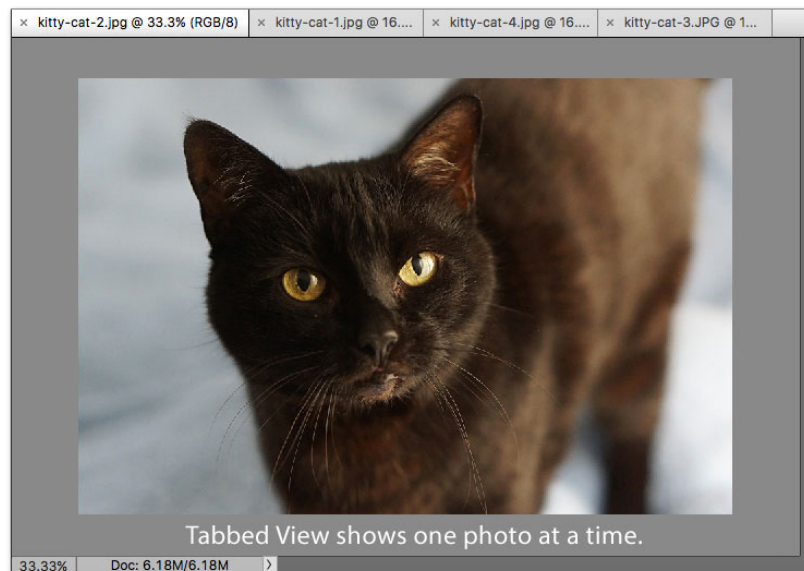 × kitty-cat-2.jpg @ 33.3% (RGB/8) × kitty-cat-1.jpg @ 16.... × kitty-cat-4.jpg @ 16.... × kitty-cat-3.JPG @ 1...
Tabbed View shows one photo at a time.
33.33% Doc: 6.18M/6.18M >